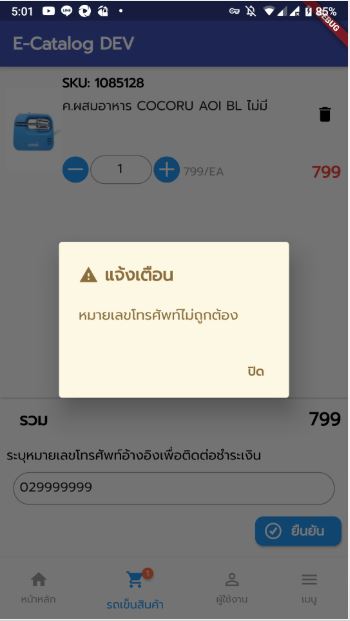 5:01
85%
DEBUG
E-Catalog DEV
SKU: 1085128
ค.ผสมอาหาร COCORU AOI BL ไม่มี
1
799/EA
799
แจ้งเตือน
หมายเลขโทรศัพท์ไม่ถูกต้อง
ปิด
รวม
799
ระบุหมายเลขโทรศัพท์อ้างอิงเพื่อติดต่อชำระเงิน
029999999
ยืนยัน
1
หน้าหลัก
รถเข็นสินค้า
ผู้ใช้งาน
เมนู